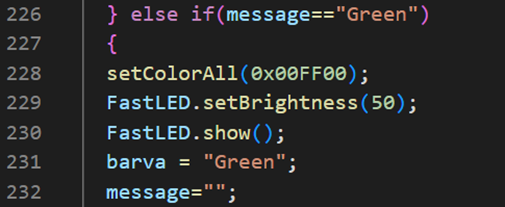 226 } else if(message=="Green")
227 {
228 setColorAll(0x00FF00);
229 FastLED.setBrightness(50);
230 FastLED.show();
231 barva = "Green";
232 message="";